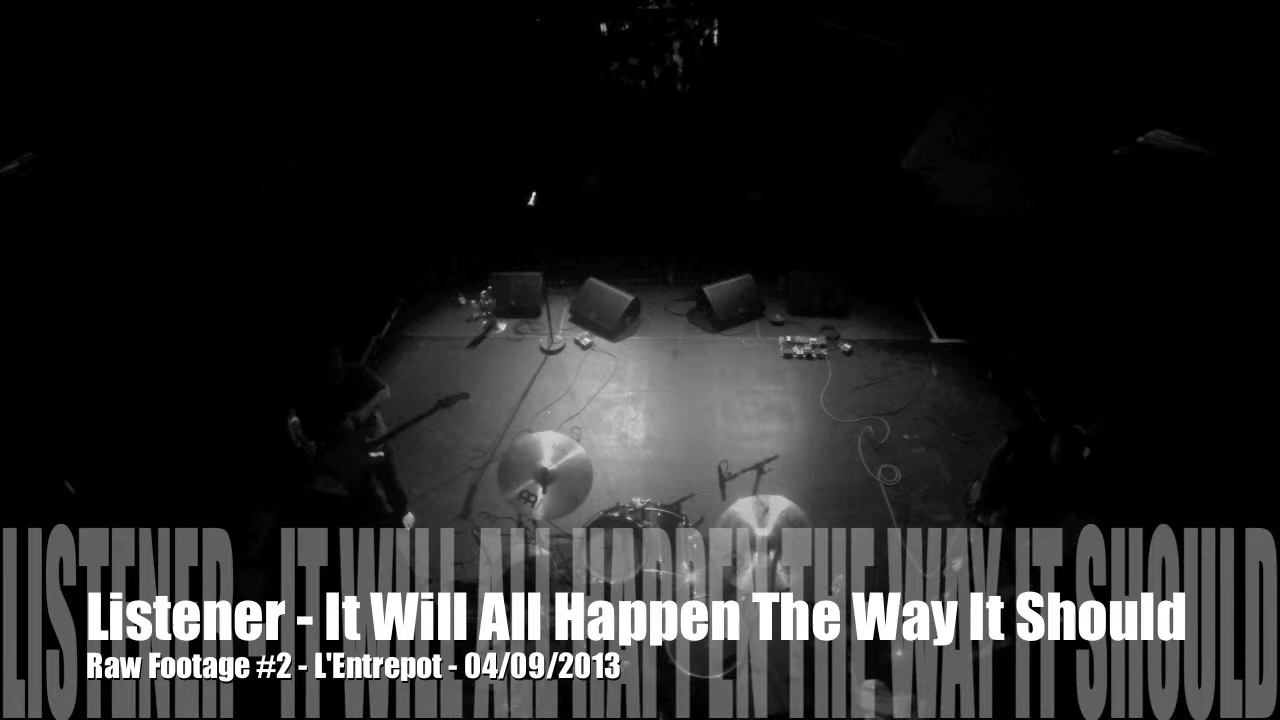 LISTENER - IT WILL ALL HAPPEN THE WAY IT SHOULD
Listener - It Will All Happen The Way It Should
Raw Footage #2 - L'Entrepot - 04/09/2013